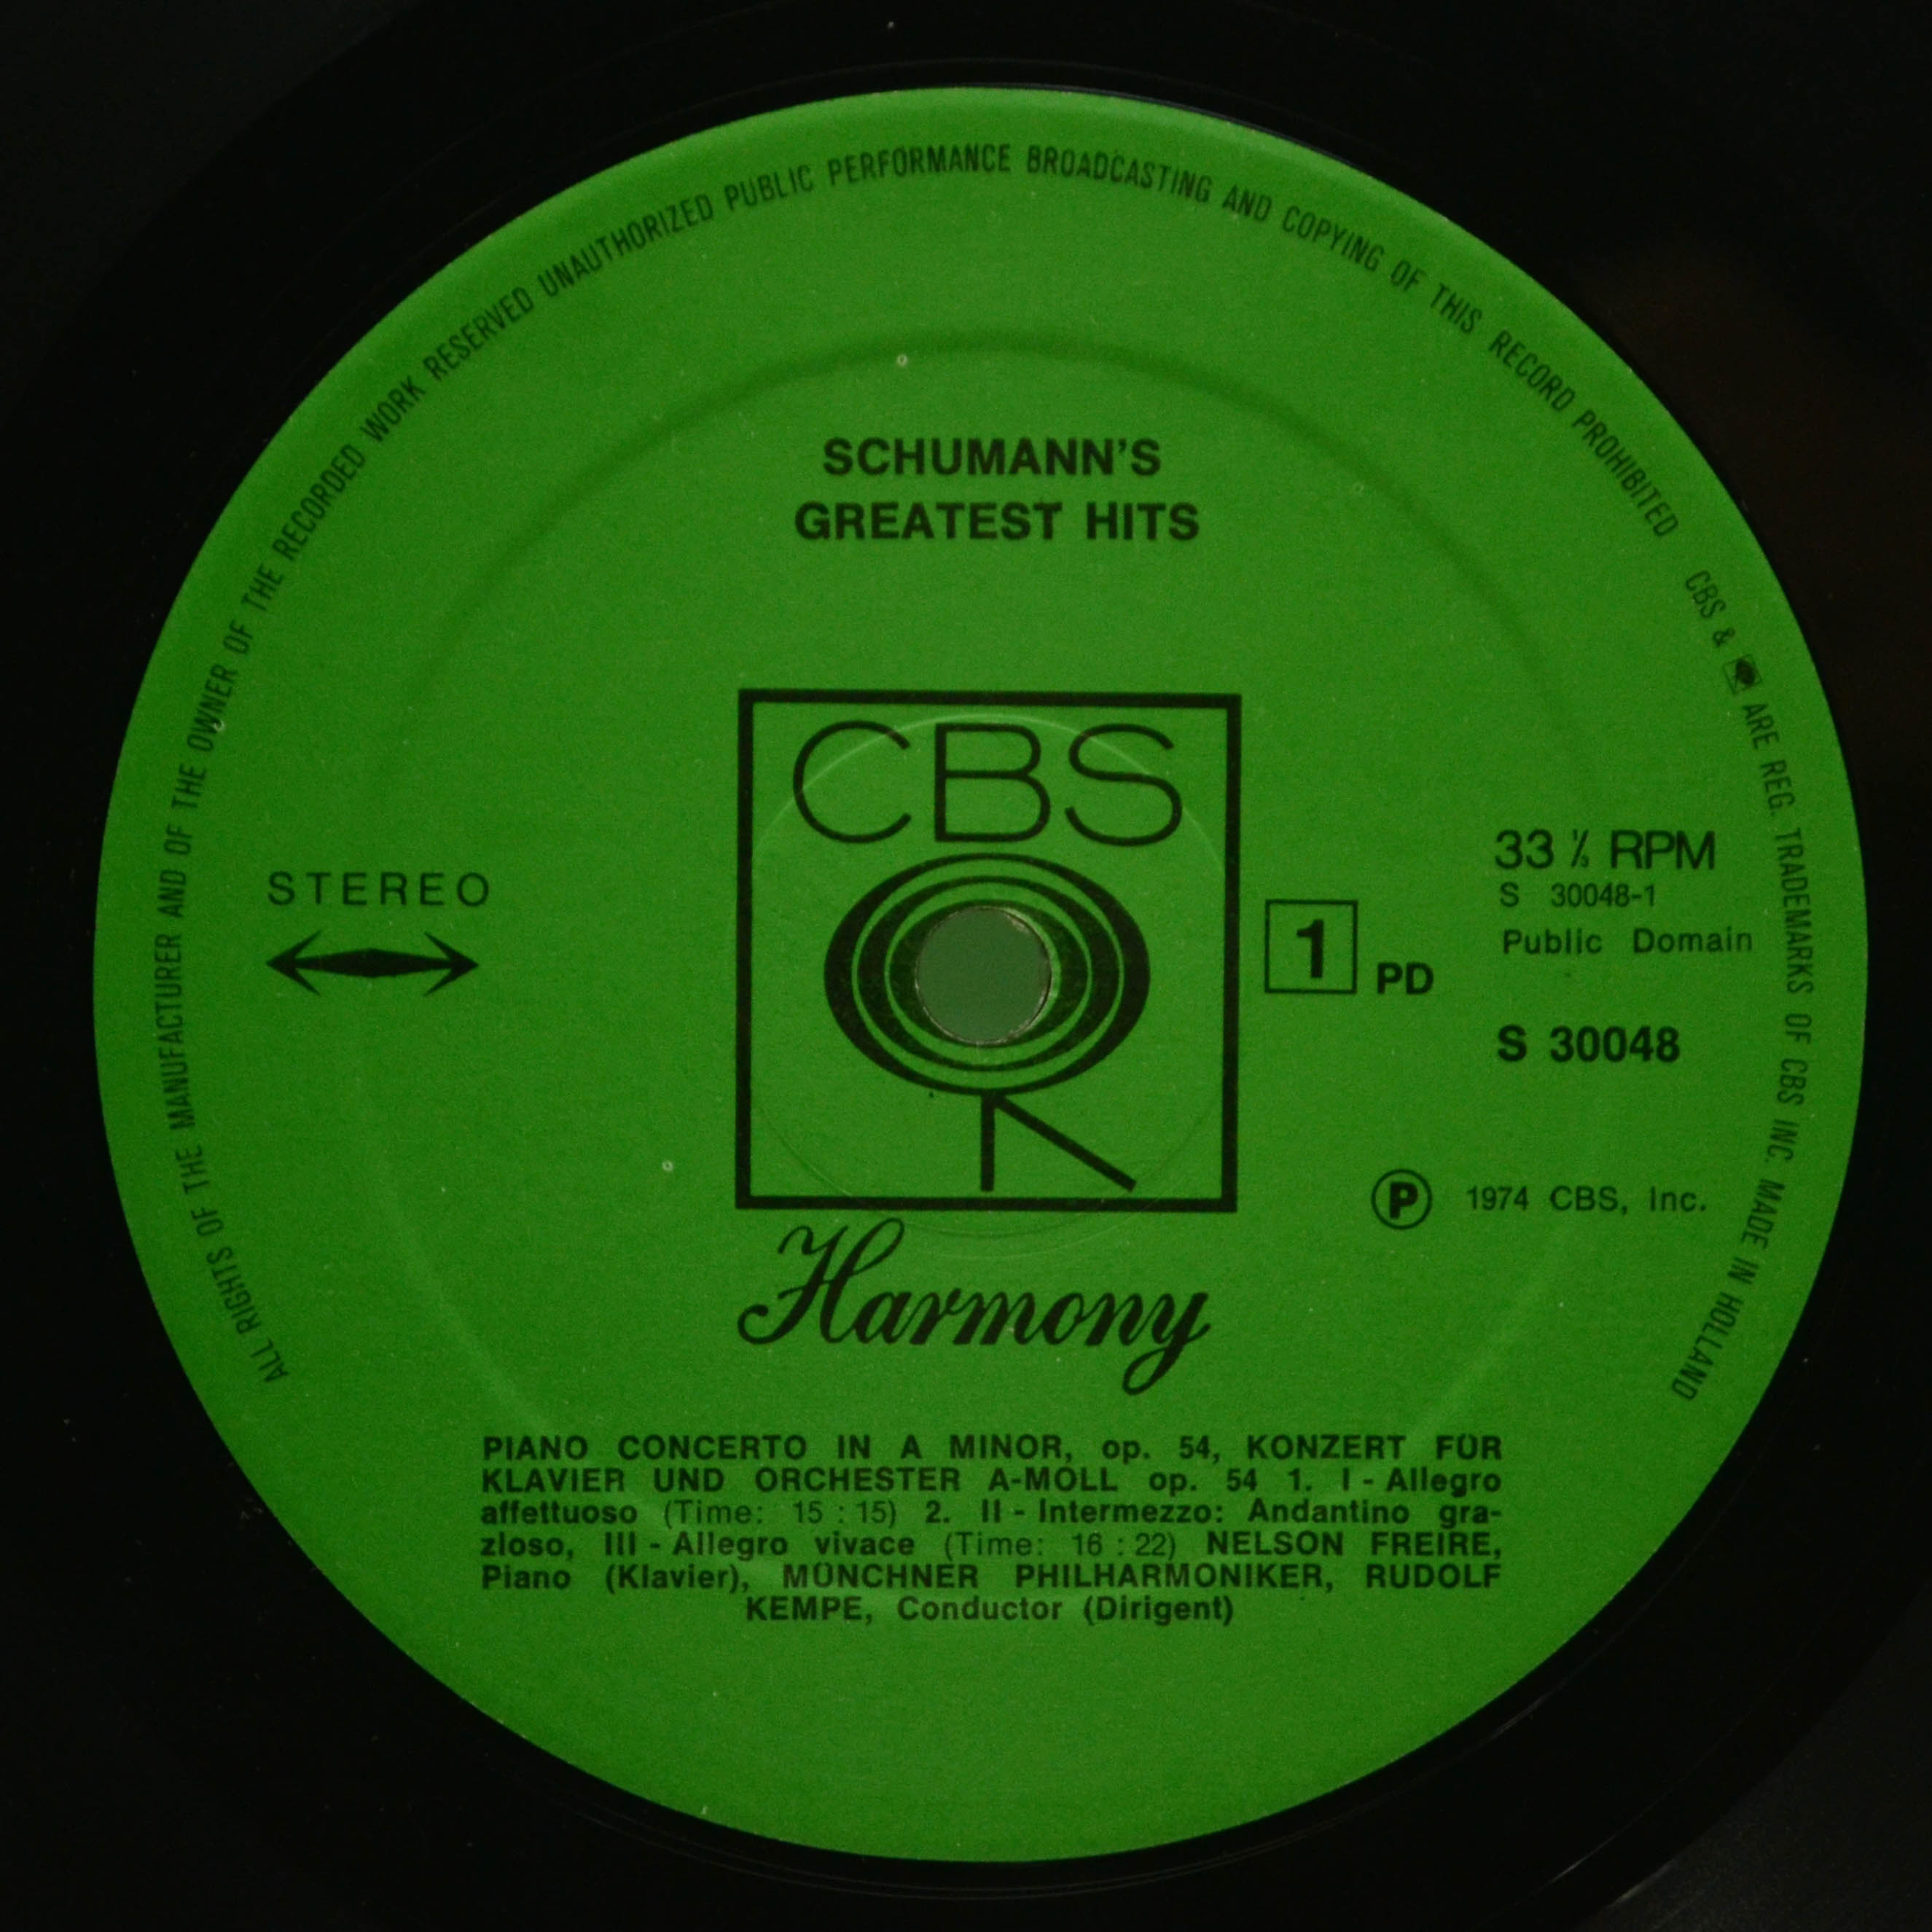 ALL RIGHTS OF THE MANUFACTURER AND OF THE OWNER OF THE RECORDED WORK RESERVED UNAUTHORIZED PUBLIC PERFORMANCE BROADCASTING AND COPYING OF THIS RECORD PROHIBITED CBS & ARE REG. TRADEMARKS OF CBS INC. MADE IN HOLLAND
SCHUMANN'S
GREATEST HITS
CBS
STEREO
33 ⅓ RPM
S 30048-1
Public Domain
1 PD
S 30048
Ⓟ 1974 CBS, Inc.
Harmony
PIANO CONCERTO IN A MINOR, op. 54, KONZERT FÜR
KLAVIER UND ORCHESTER A-MOLL op. 54 1. I - Allegro
affettuoso (Time: 15 : 15) 2. II - Intermezzo: Andantino gra-
zloso, III - Allegro vivace (Time: 16 : 22) NELSON FREIRE,
Piano (Klavier), MÜNCHNER PHILHARMONIKER, RUDOLF
KEMPE, Conductor (Dirigent)